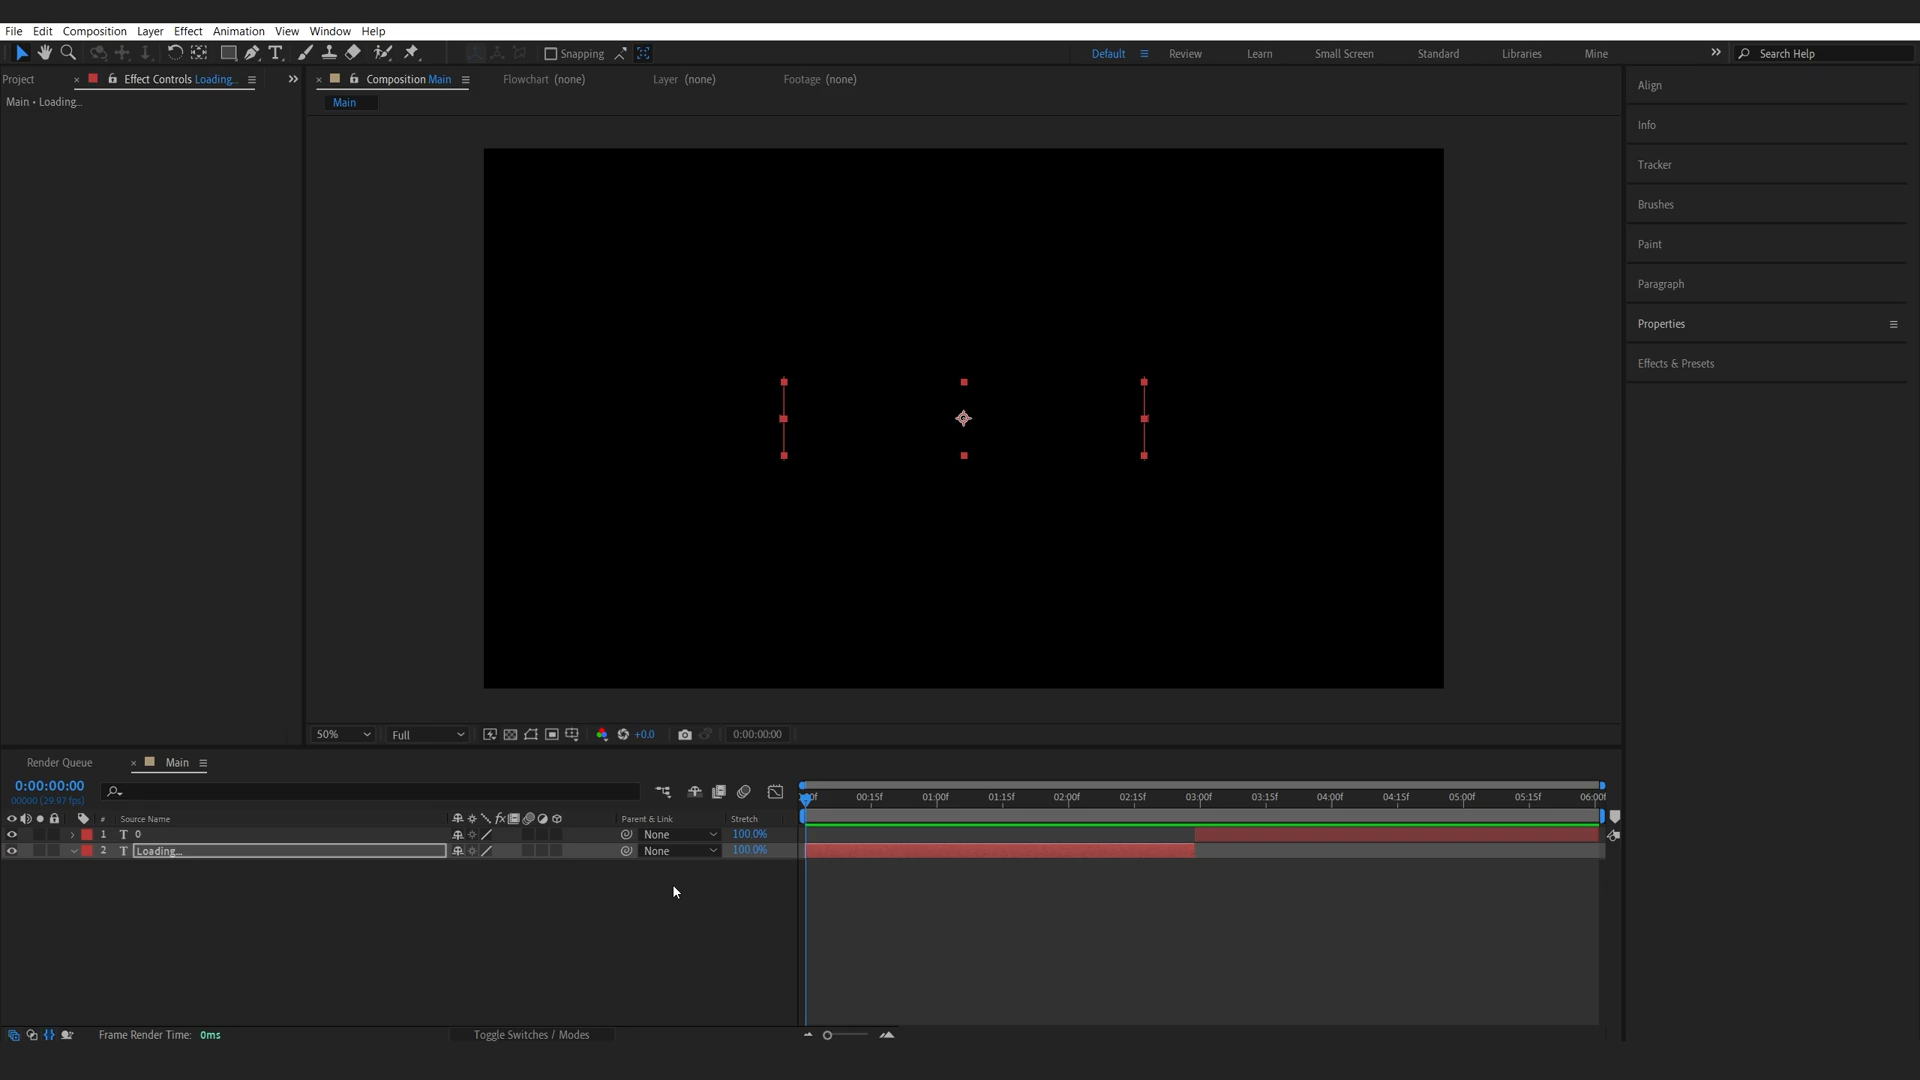 File Edit Composition Layer Effect Animation View Window Help
Snapping Default Review Learn Small Screen Standard Libraries Mine Search Help
Project Effect Controls Loading... Composition Main Flowchart (none) Layer (none) Footage (none)
Main • Loading...
Main
Align
Info
Tracker
Brushes
Paint
Paragraph
Properties
Effects & Presets
50% Full +0.0 0:00:00:00
Render Queue Main
0:00:00:00
00000 (29.97 fps)
00:15f 01:00f 01:15f 02:00f 02:15f 03:00f 03:15f 04:00f 04:15f 05:00f 05:15f 06:00f
# Source Name fx Parent & Link Stretch
1 T 0 None 100.0%
2 T Loading... None 100.0%
Frame Render Time: 0ms Toggle Switches / Modes